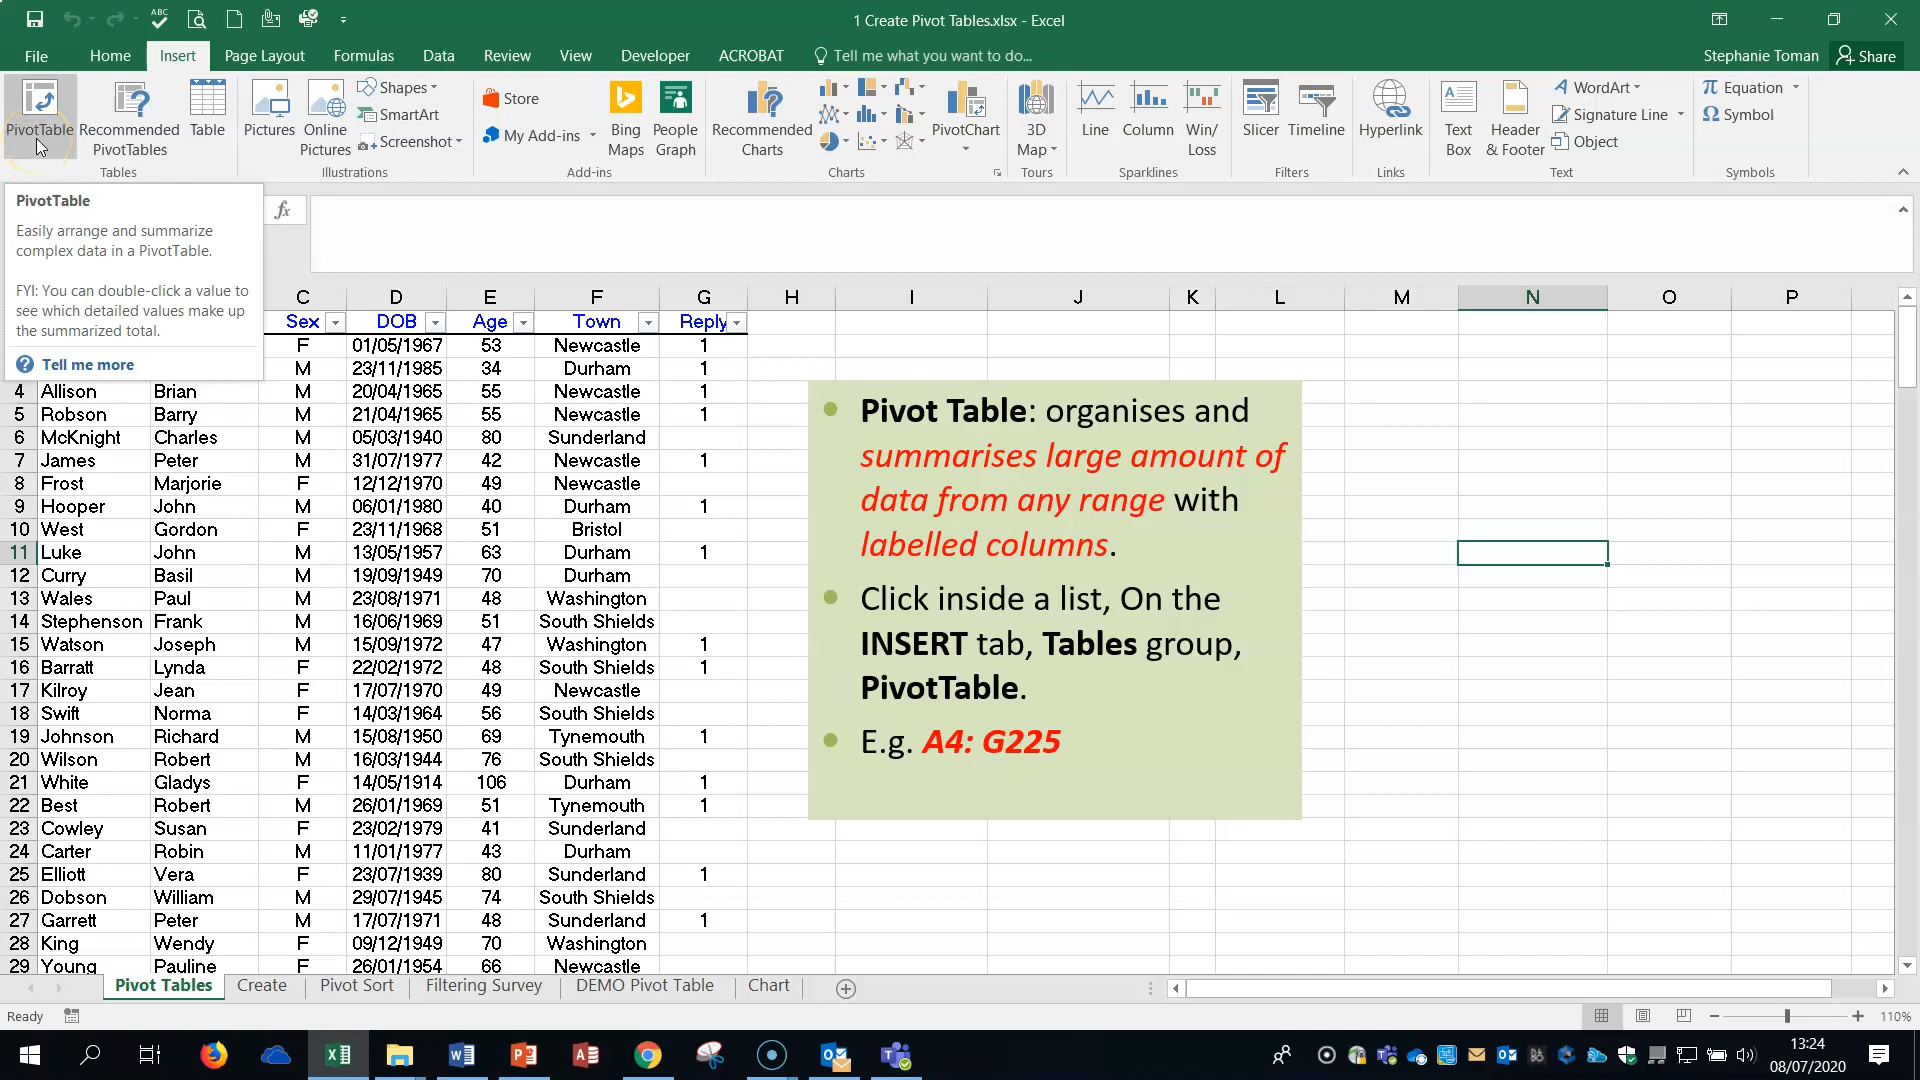 ABC
1 Create Pivot Tables.xlsx - Excel
File Home Insert Page Layout Formulas Data Review View Developer ACROBAT Tell me what you want to do... Stephanie Toman Share
PivotTable Recommended PivotTables Table Pictures Online Pictures Shapes SmartArt Screenshot Store My Add-ins Bing Maps People Graph Recommended Charts PivotChart 3D Map Line Column Win/Loss Slicer Timeline Hyperlink Text Box Header & Footer WordArt Signature Line Object Equation Symbol
Tables Illustrations Add-ins Charts Tours Sparklines Filters Links Text Symbols
PivotTable
Easily arrange and summarize
complex data in a PivotTable.
FYI: You can double-click a value to
see which detailed values make up
the summarized total.
Tell me more
fx
C D E F G H I J K L M N O P
Sex DOB Age Town Reply
F 01/05/1967 53 Newcastle 1
M 23/11/1985 34 Durham 1
4 Allison Brian M 20/04/1965 55 Newcastle 1
5 Robson Barry M 21/04/1965 55 Newcastle 1
6 McKnight Charles M 05/03/1940 80 Sunderland
7 James Peter M 31/07/1977 42 Newcastle 1
8 Frost Marjorie F 12/12/1970 49 Newcastle
9 Hooper John M 06/01/1980 40 Durham 1
10 West Gordon F 23/11/1968 51 Bristol
11 Luke John M 13/05/1957 63 Durham 1
12 Curry Basil M 19/09/1949 70 Durham
13 Wales Paul M 23/08/1971 48 Washington
14 Stephenson Frank M 16/06/1969 51 South Shields
15 Watson Joseph M 15/09/1972 47 Washington 1
16 Barratt Lynda F 22/02/1972 48 South Shields 1
17 Kilroy Jean F 17/07/1970 49 Newcastle
18 Swift Norma F 14/03/1964 56 South Shields
19 Johnson Richard M 15/08/1950 69 Tynemouth 1
20 Wilson Robert M 16/03/1944 76 South Shields
21 White Gladys F 14/05/1914 106 Durham 1
22 Best Robert M 26/01/1969 51 Tynemouth 1
23 Cowley Susan F 23/02/1979 41 Sunderland
24 Carter Robin M 11/01/1977 43 Durham
25 Elliott Vera F 23/07/1939 80 Sunderland 1
26 Dobson William M 29/07/1945 74 South Shields
27 Garrett Peter M 17/07/1971 48 Sunderland 1
28 King Wendy F 09/12/1949 70 Washington
29 Young Pauline F 26/01/1954 66 Newcastle
Pivot Table: organises and
summarises large amount of
data from any range with
labelled columns.
Click inside a list, On the
INSERT tab, Tables group,
PivotTable.
E.g. A4: G225
Pivot Tables Create Pivot Sort Filtering Survey DEMO Pivot Table Chart
Ready 110%
13:24
08/07/2020